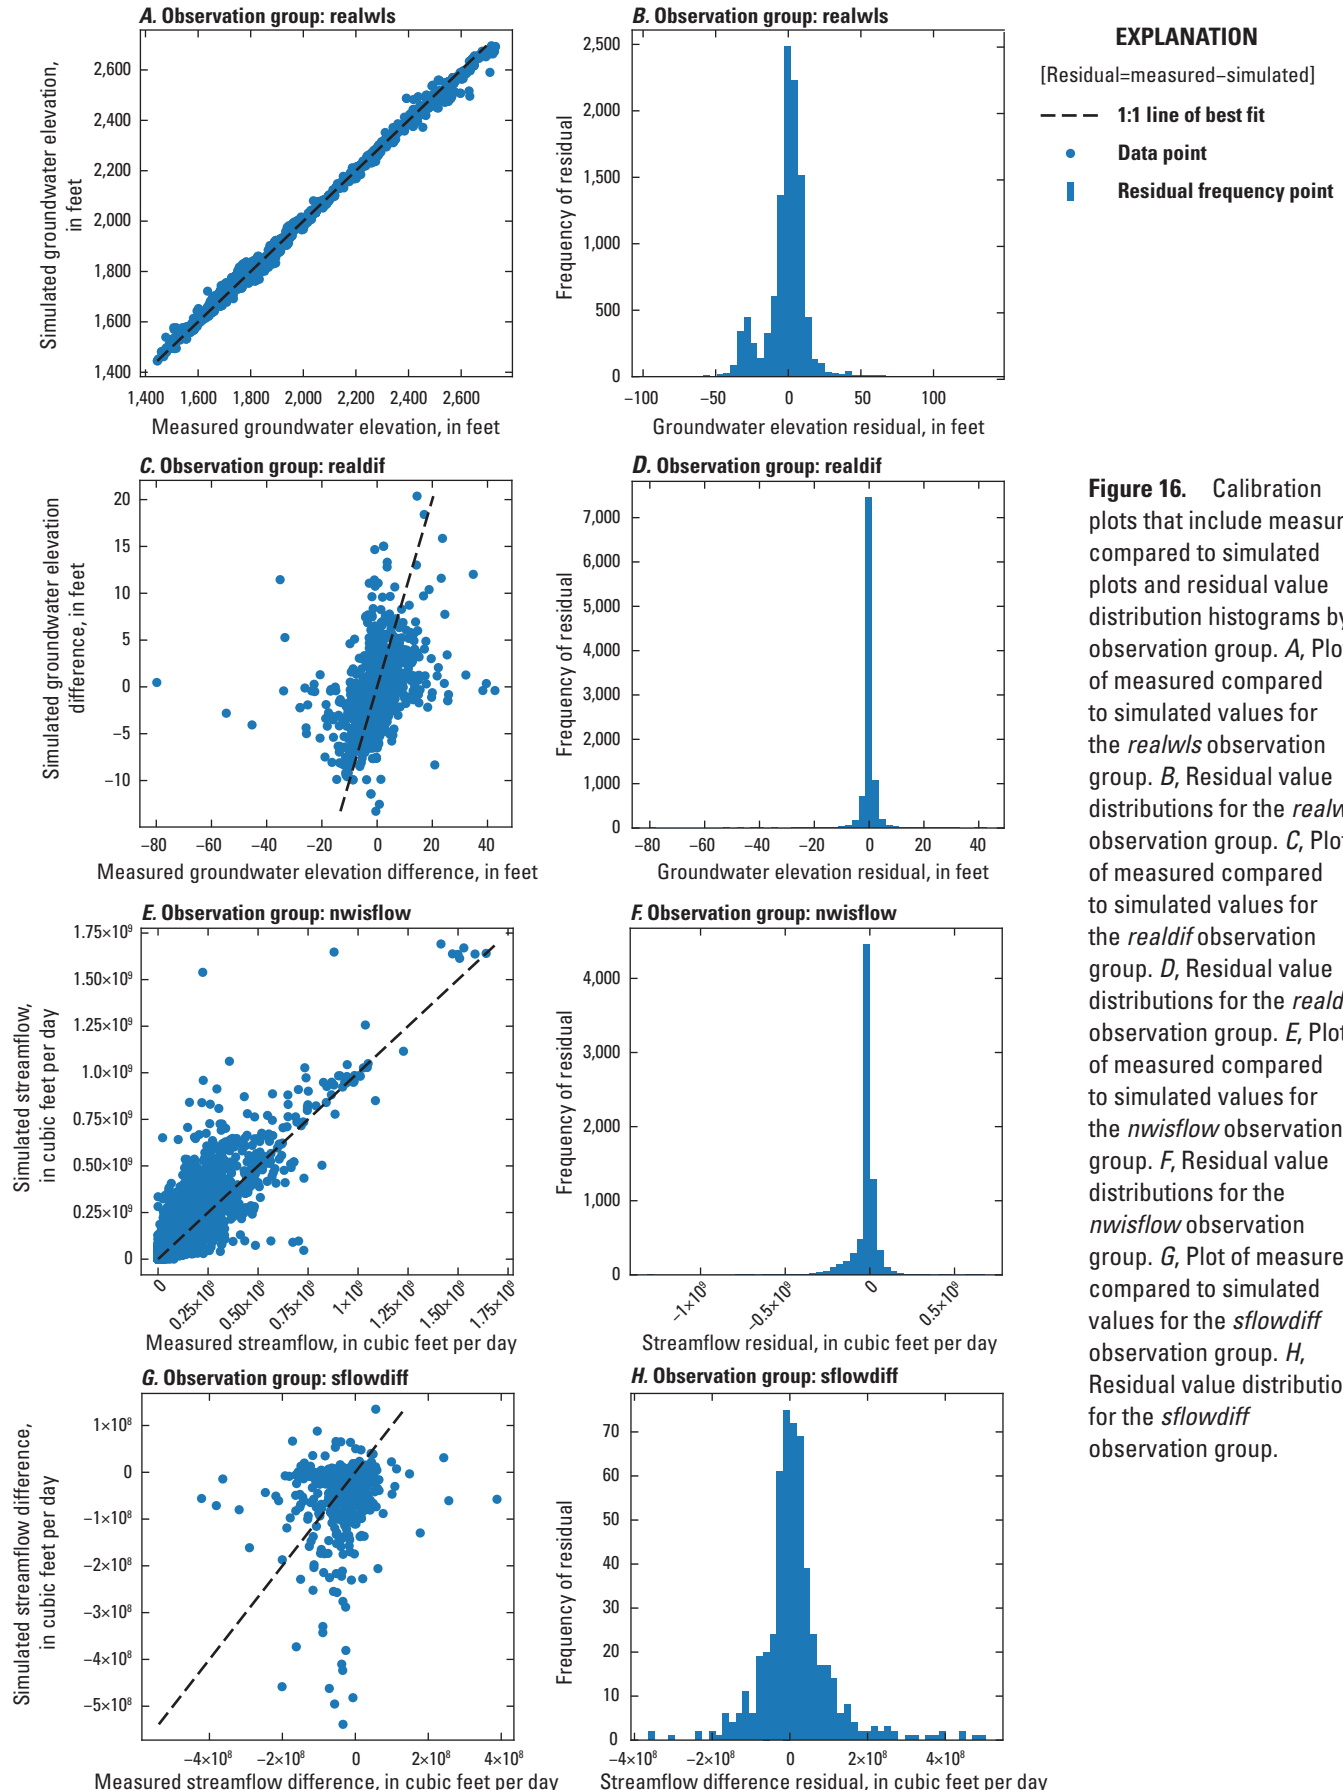 A. Observation group: realwls
2,600
2,400
2,200
2,000
1,800
1,600
1,400
1,400 1,600 1,800 2,000 2,200 2,400 2,600
Simulated groundwater elevation,
in feet
Measured groundwater elevation, in feet
B. Observation group: realwls
2,500
2,000
1,500
1,000
500
0
−100 −50 0 50 100
Frequency of residual
Groundwater elevation residual, in feet
EXPLANATION
[Residual=measured−simulated]
1:1 line of best fit
Data point
Residual frequency point
C. Observation group: realdif
20
15
10
5
0
−5
−10
−80 −60 −40 −20 0 20 40
Simulated groundwater elevation
difference, in feet
Measured groundwater elevation difference, in feet
D. Observation group: realdif
7,000
6,000
5,000
4,000
3,000
2,000
1,000
0
−80 −60 −40 −20 0 20 40
Frequency of residual
Groundwater elevation residual, in feet
E. Observation group: nwisflow
1.75×10⁹
1.50×10⁹
1.25×10⁹
1.0×10⁹
0.75×10⁹
0.50×10⁹
0.25×10⁹
0
0 0.25×10⁹ 0.50×10⁹ 0.75×10⁹ 1×10⁹ 1.25×10⁹ 1.50×10⁹ 1.75×10⁹
Simulated streamflow,
in cubic feet per day
Measured streamflow, in cubic feet per day
F. Observation group: nwisflow
4,000
3,000
2,000
1,000
0
−1×10⁹ −0.5×10⁹ 0 0.5×10⁹
Frequency of residual
Streamflow residual, in cubic feet per day
G. Observation group: sflowdiff
1×10⁸
0
−1×10⁸
−2×10⁸
−3×10⁸
−4×10⁸
−5×10⁸
−4×10⁸ −2×10⁸ 0 2×10⁸ 4×10⁸
Simulated streamflow difference,
in cubic feet per day
Measured streamflow difference, in cubic feet per day
H. Observation group: sflowdiff
70
60
50
40
30
20
10
0
−4×10⁸ −2×10⁸ 0 2×10⁸ 4×10⁸
Frequency of residual
Streamflow difference residual, in cubic feet per day
Figure 16. Calibration
plots that include measur
compared to simulated
plots and residual value
distribution histograms by
observation group. A, Plo
of measured compared
to simulated values for
the realwls observation
group. B, Residual value
distributions for the realw
observation group. C, Plot
of measured compared
to simulated values for
the realdif observation
group. D, Residual value
distributions for the reald
observation group. E, Plot
of measured compared
to simulated values for
the nwisflow observation
group. F, Residual value
distributions for the
nwisflow observation
group. G, Plot of measure
compared to simulated
values for the sflowdiff
observation group. H,
Residual value distributio
for the sflowdiff
observation group.